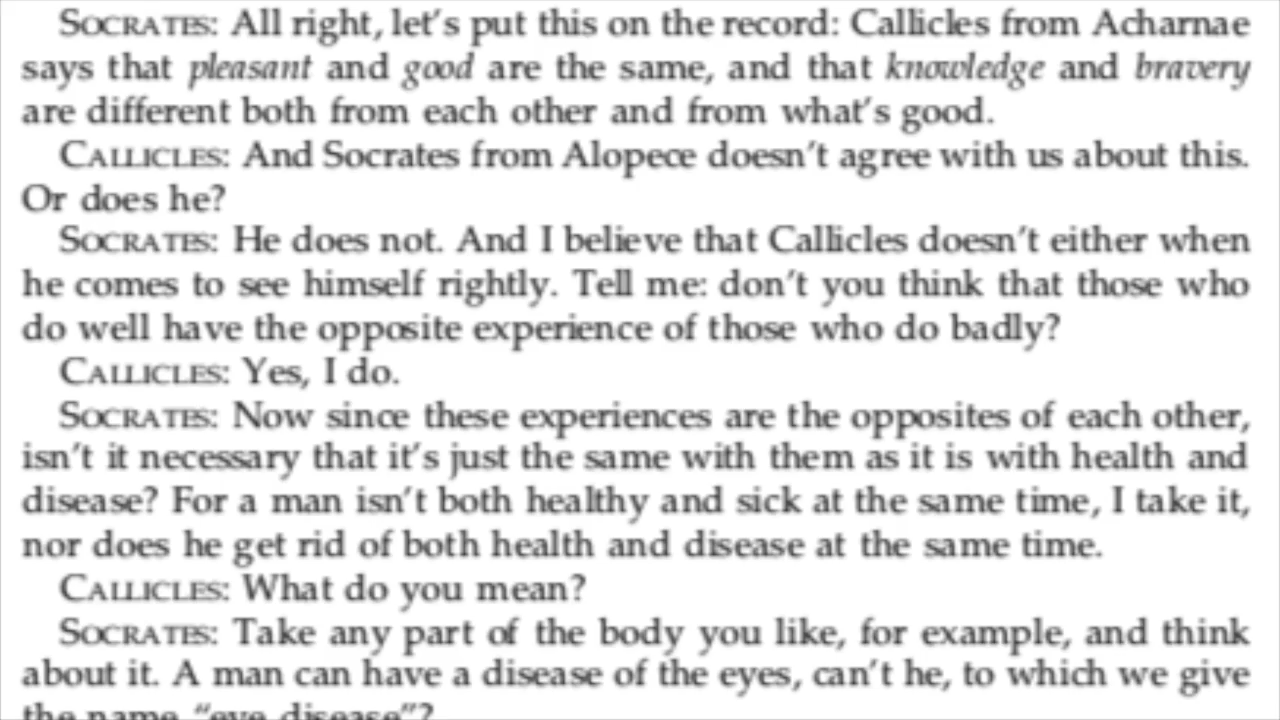 SOCRATES: All right, let's put this on the record: Callicles from Acharnae
says that pleasant and good are the same, and that knowledge and bravery
are different both from each other and from what's good.
CALLICLES: And Socrates from Alopece doesn't agree with us about this.
Or does he?
SOCRATES: He does not. And I believe that Callicles doesn't either when
he comes to see himself rightly. Tell me: don't you think that those who
do well have the opposite experience of those who do badly?
CALLICLES: Yes, I do.
SOCRATES: Now since these experiences are the opposites of each other,
isn't it necessary that it's just the same with them as it is with health and
disease? For a man isn't both healthy and sick at the same time, I take it,
nor does he get rid of both health and disease at the same time.
CALLICLES: What do you mean?
SOCRATES: Take any part of the body you like, for example, and think
about it. A man can have a disease of the eyes, can't he, to which we give
the name “eye disease”?